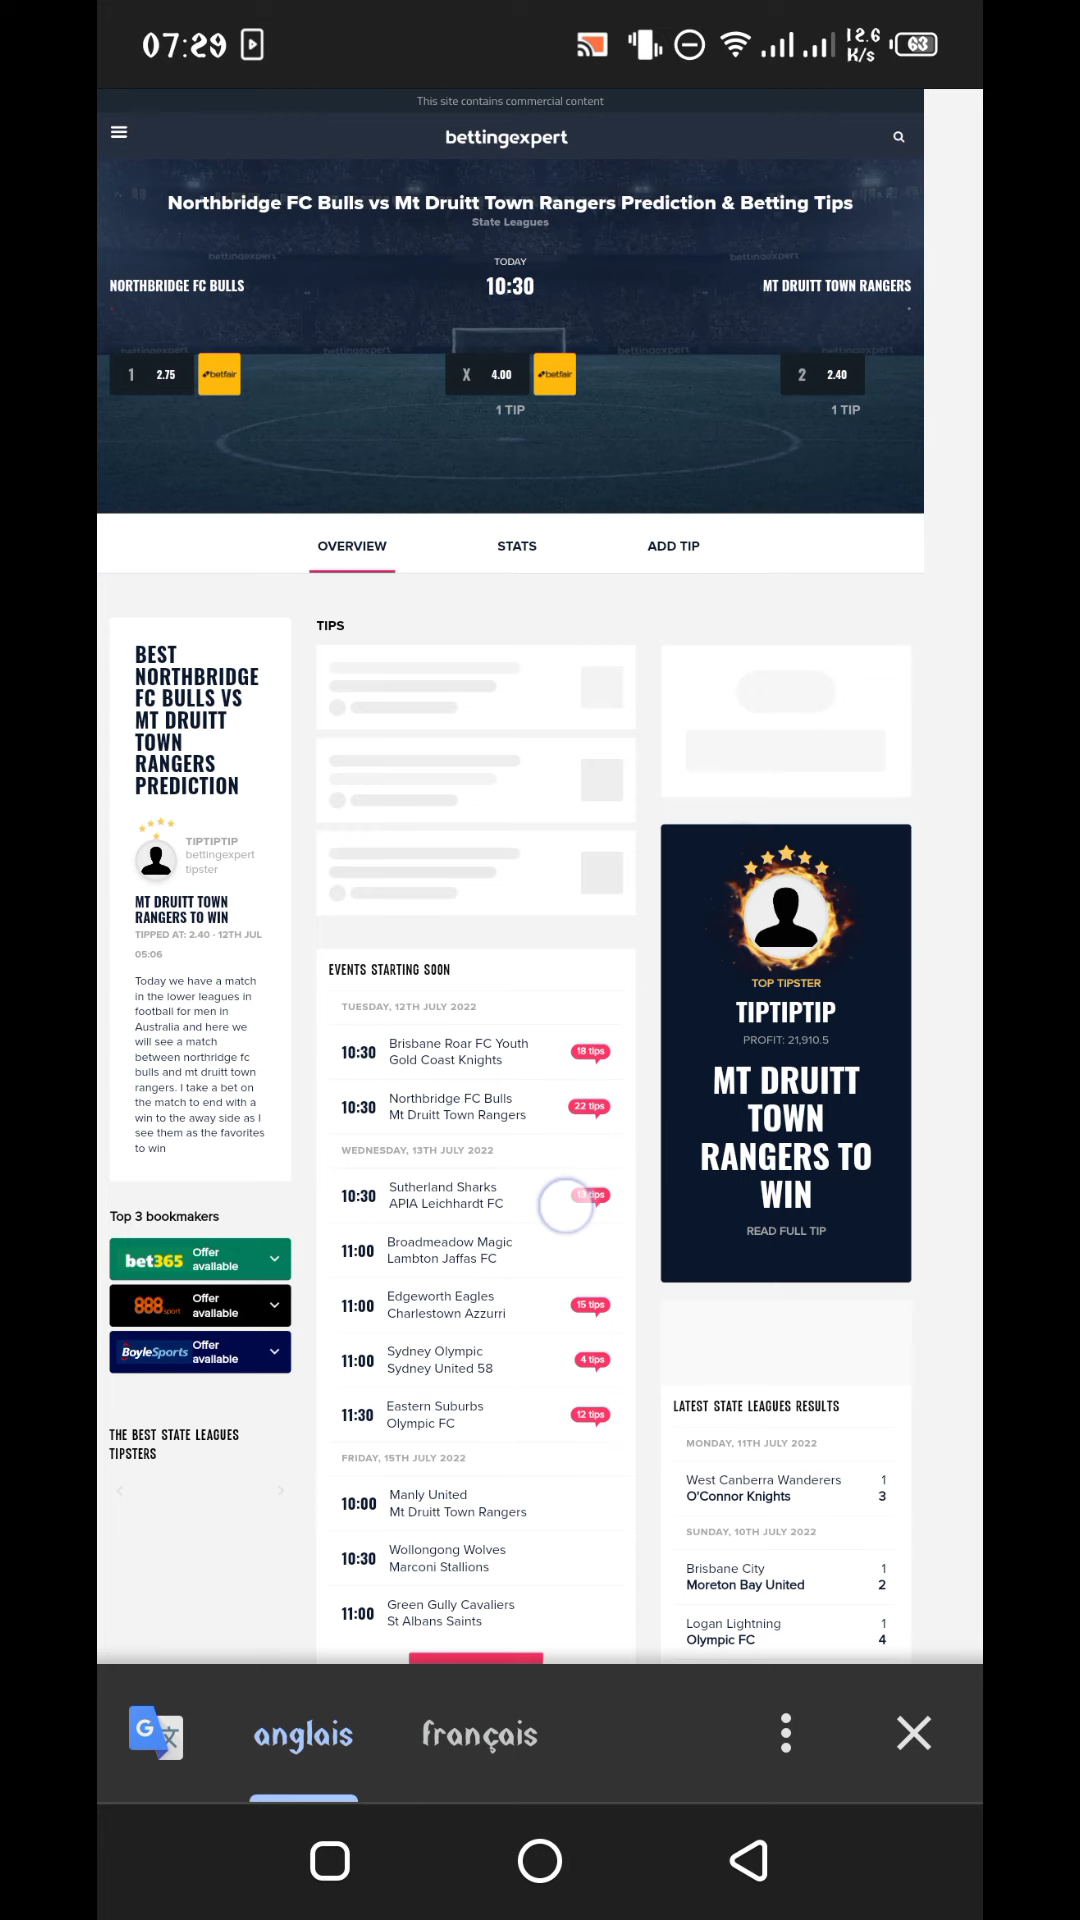 07:29
12.6
K/s
63
This site contains commercial content
bettingexpert
Northbridge FC Bulls vs Mt Druitt Town Rangers Prediction & Betting Tips
State Leagues
bettingexpert
bettingexpert
TODAY
NORTHBRIDGE FC BULLS
10:30
MT DRUITT TOWN RANGERS
bettingexpert
bettingexpert
bettingexpert
bettingexpert
1 2.75 betfair
X 4.00 betfair
2 2.40
1 TIP
1 TIP
OVERVIEW
STATS
ADD TIP
BEST
NORTHBRIDGE
FC BULLS VS
MT DRUITT
TOWN
RANGERS
PREDICTION
TIPTIPTIP
bettingexpert
tipster
MT DRUITT TOWN
RANGERS TO WIN
TIPPED AT: 2.40 - 12TH JUL
05:06
Today we have a match
in the lower leagues in
football for men in
Australia and here we
will see a match
between northridge fc
bulls and mt druitt town
rangers. I take a bet on
the match to end with a
win to the away side as I
see them as the favorites
to win
Top 3 bookmakers
bet365 Offer
available
888sport Offer
available
BoyleSports Offer
available
THE BEST STATE LEAGUES
TIPSTERS
TIPS
EVENTS STARTING SOON
TUESDAY, 12TH JULY 2022
10:30 Brisbane Roar FC Youth
Gold Coast Knights
18 tips
10:30 Northbridge FC Bulls
Mt Druitt Town Rangers
22 tips
WEDNESDAY, 13TH JULY 2022
10:30 Sutherland Sharks
APIA Leichhardt FC
13 tips
11:00 Broadmeadow Magic
Lambton Jaffas FC
11:00 Edgeworth Eagles
Charlestown Azzurri
15 tips
11:00 Sydney Olympic
Sydney United 58
4 tips
11:30 Eastern Suburbs
Olympic FC
12 tips
FRIDAY, 15TH JULY 2022
10:00 Manly United
Mt Druitt Town Rangers
10:30 Wollongong Wolves
Marconi Stallions
11:00 Green Gully Cavaliers
St Albans Saints
TOP TIPSTER
TIPTIPTIP
PROFIT: 21,910.5
MT DRUITT
TOWN
RANGERS TO
WIN
READ FULL TIP
LATEST STATE LEAGUES RESULTS
MONDAY, 11TH JULY 2022
West Canberra Wanderers 1
O'Connor Knights 3
SUNDAY, 10TH JULY 2022
Brisbane City 1
Moreton Bay United 2
Logan Lightning 1
Olympic FC 4
G 文
anglais
français